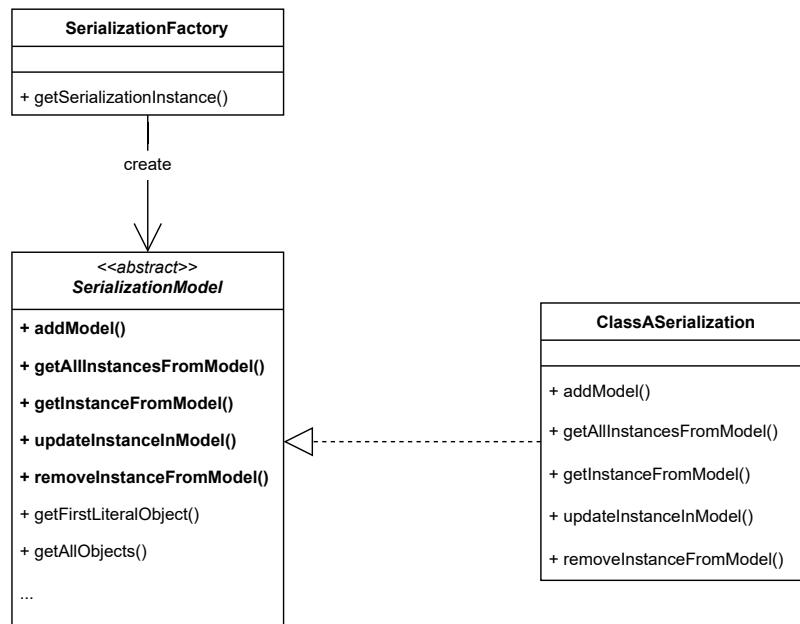 SerializationFactory
+ getSerializationInstance()
create
<<abstract>>
SerializationModel
+ addModel()
+ getAllInstancesFromModel()
+ getInstanceFromModel()
+ updateInstanceInModel()
+ removeInstanceFromModel()
+ getFirstLiteralObject()
+ getAllObjects()
...
ClassASerialization
+ addModel()
+ getAllInstancesFromModel()
+ getInstanceFromModel()
+ updateInstanceInModel()
+ removeInstanceFromModel()